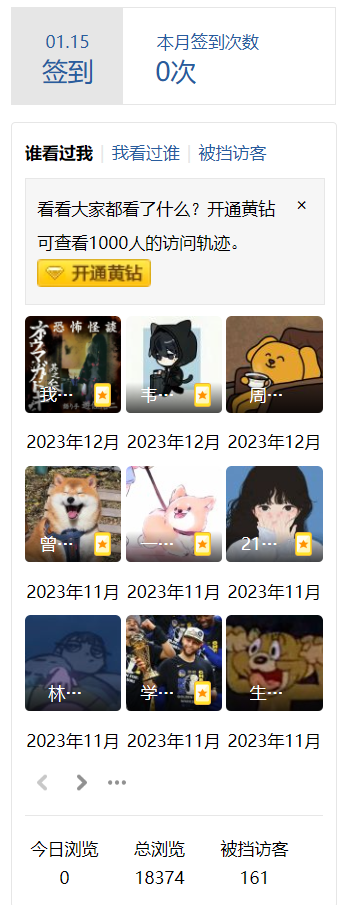 01.15
签到
本月签到次数
0次
谁看过我 | 我看过谁 | 被挡访客
看看大家都看了什么？开通黄钻 ×
可查看1000人的访问轨迹。
开通黄钻
恐怖怪談
我… 韦… 周…
2023年12月 2023年12月 2023年12月
曾… 一… 21…
2023年11月 2023年11月 2023年11月
林… 学… 生…
2023年11月 2023年11月 2023年11月
今日浏览 总浏览 被挡访客
0 18374 161